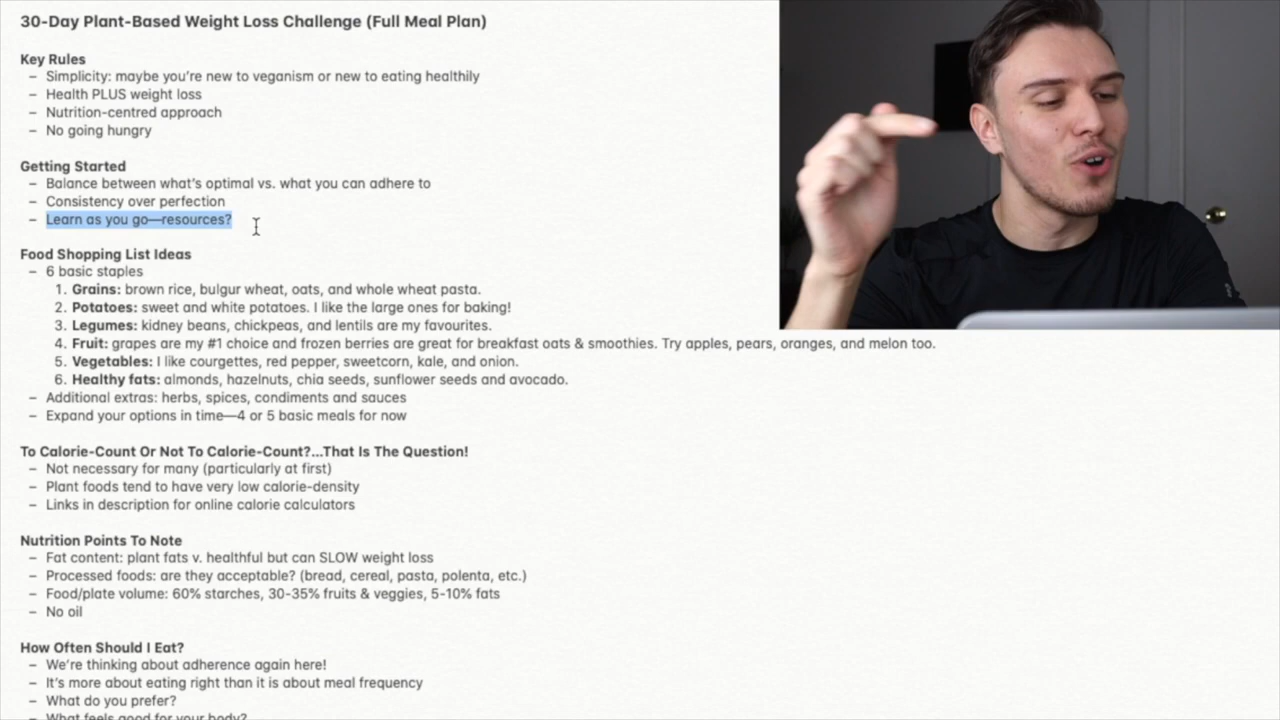 30-Day Plant-Based Weight Loss Challenge (Full Meal Plan)
Key Rules
– Simplicity: maybe you're new to veganism or new to eating healthily
– Health PLUS weight loss
– Nutrition-centred approach
– No going hungry
Getting Started
– Balance between what's optimal vs. what you can adhere to
– Consistency over perfection
– Learn as you go—resources?
Food Shopping List Ideas
– 6 basic staples
1. Grains: brown rice, bulgur wheat, oats, and whole wheat pasta.
2. Potatoes: sweet and white potatoes. I like the large ones for baking!
3. Legumes: kidney beans, chickpeas, and lentils are my favourites.
4. Fruit: grapes are my #1 choice and frozen berries are great for breakfast oats & smoothies. Try apples, pears, oranges, and melon too.
5. Vegetables: I like courgettes, red pepper, sweetcorn, kale, and onion.
6. Healthy fats: almonds, hazelnuts, chia seeds, sunflower seeds and avocado.
– Additional extras: herbs, spices, condiments and sauces
– Expand your options in time—4 or 5 basic meals for now
To Calorie-Count Or Not To Calorie-Count?...That Is The Question!
– Not necessary for many (particularly at first)
– Plant foods tend to have very low calorie-density
– Links in description for online calorie calculators
Nutrition Points To Note
– Fat content: plant fats v. healthful but can SLOW weight loss
– Processed foods: are they acceptable? (bread, cereal, pasta, polenta, etc.)
– Food/plate volume: 60% starches, 30-35% fruits & veggies, 5-10% fats
– No oil
How Often Should I Eat?
– We're thinking about adherence again here!
– It's more about eating right than it is about meal frequency
– What do you prefer?
– What feels good for your body?